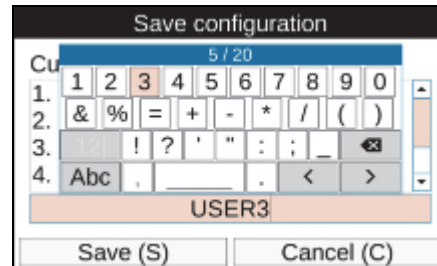 Save configuration
Cu
5 / 20
1 2 3 4 5 6 7 8 9 0
1.
& % = + - * / ( )
2.
12 ! ? ' " : ; _
3.
4.
Abc , . < >
USER3
Save (S) Cancel (C)